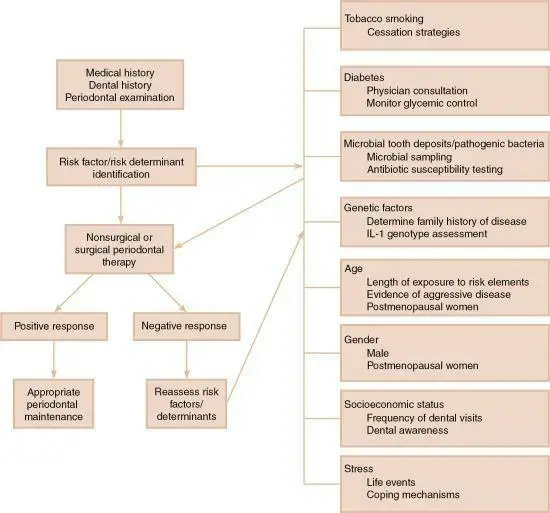 Medical history
Dental history
Periodontal examination
Risk factor/risk determinant
identification
Nonsurgical or
surgical periodontal
therapy
Positive response
Negative response
Appropriate
periodontal
maintenance
Reassess risk
factors/
determinants
Tobacco smoking
Cessation strategies
Diabetes
Physician consultation
Monitor glycemic control
Microbial tooth deposits/pathogenic bacteria
Microbial sampling
Antibiotic susceptibility testing
Genetic factors
Determine family history of disease
IL-1 genotype assessment
Age
Length of exposure to risk elements
Evidence of aggressive disease
Postmenopausal women
Gender
Male
Postmenopausal women
Socioeconomic status
Frequency of dental visits
Dental awareness
Stress
Life events
Coping mechanisms